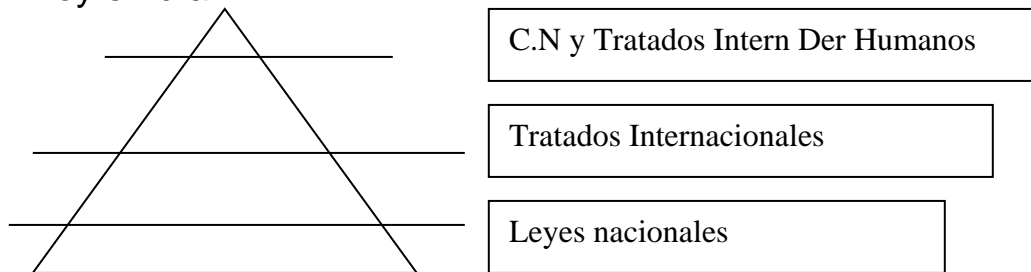 C.N y Tratados Intern Der Humanos
Tratados Internacionales
Leyes nacionales